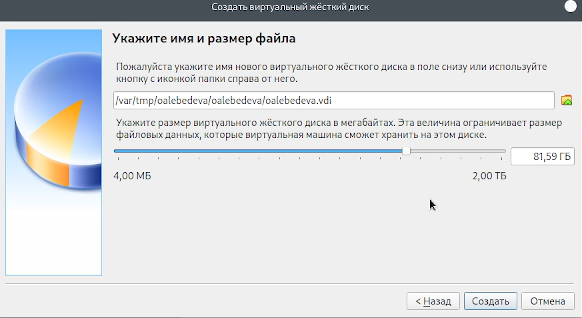 Создать виртуальный жёсткий диск
Укажите имя и размер файла
Пожалуйста укажите имя нового виртуального жёсткого диска в поле снизу или используйте
кнопку с иконкой папки справа от него.
/var/tmp/oalebedeva/oalebedeva/oalebedeva.vdi
Укажите размер виртуального жёсткого диска в мегабайтах. Эта величина ограничивает размер
файловых данных, которые виртуальная машина сможет хранить на этом диске.
81,59 ГБ
4,00 МБ 2,00 ТБ
< Назад Создать Отмена